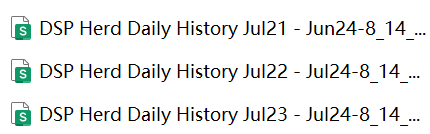 DSP Herd Daily History Jul21 - Jun24-8_14_...
DSP Herd Daily History Jul22 - Jul24-8_14_...
DSP Herd Daily History Jul23 - Jul24-8_14_...